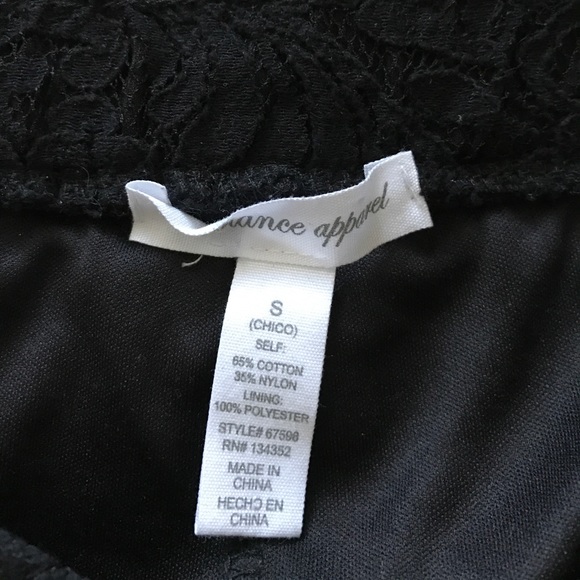 apparel
S
(CHICO)
SELF:
65% COTTON
35% NYLON
LINING:
100% POLYESTER
STYLE# 67598
RN# 134352
MADE IN
CHINA
HECHO EN
CHINA